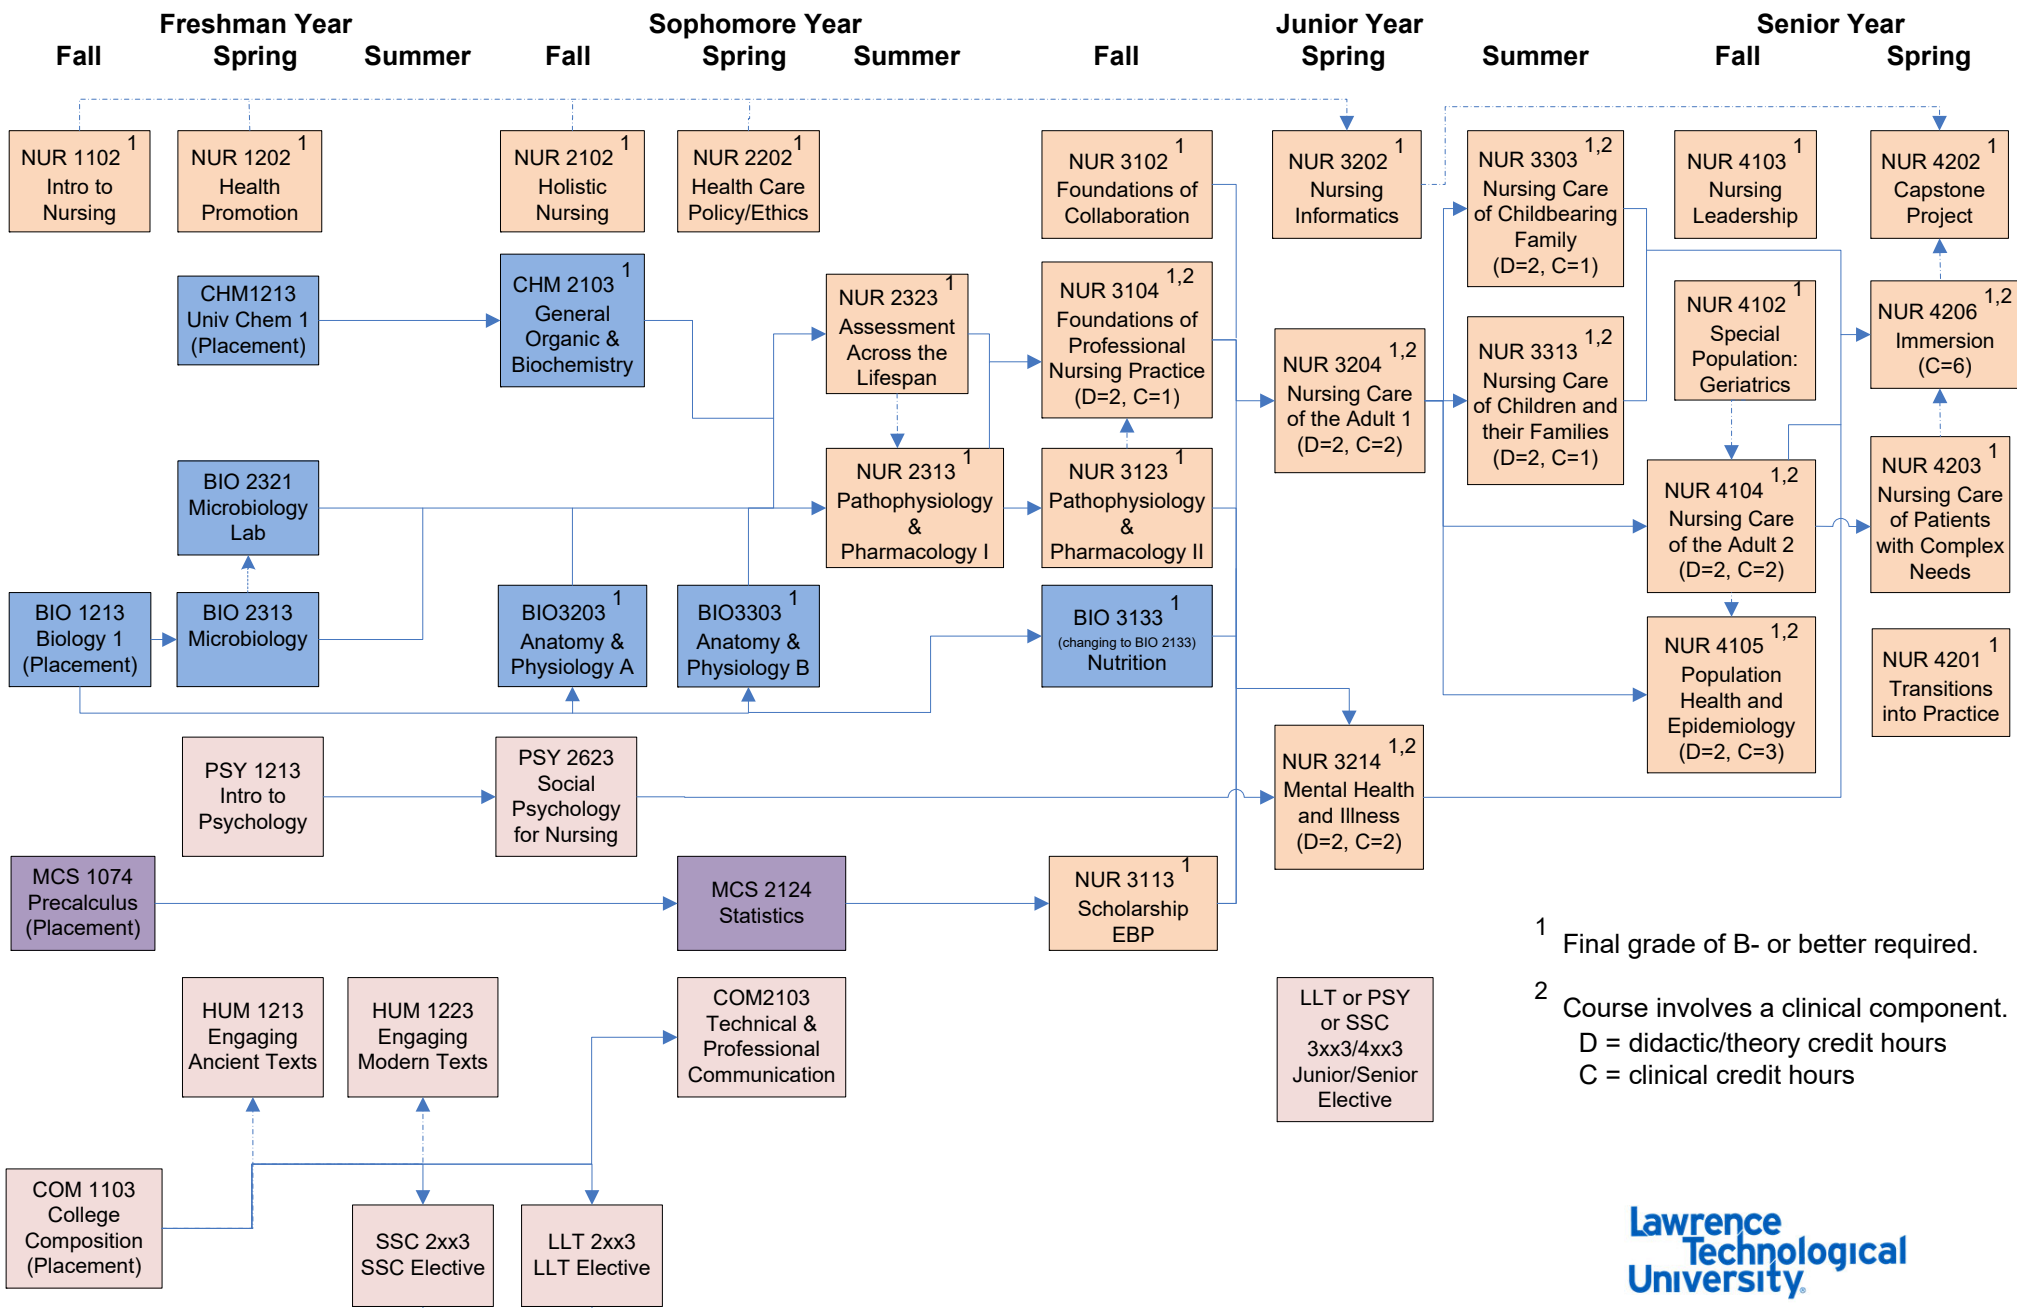 Freshman Year
Sophomore Year
Junior Year
Senior Year
Fall
Spring
Summer
Fall
Spring
Summer
Fall
Spring
Summer
Fall
Spring
NUR 1102 1
Intro to
Nursing
NUR 1202 1
Health
Promotion
NUR 2102 1
Holistic
Nursing
NUR 2202 1
Health Care
Policy/Ethics
NUR 3102 1
Foundations of
Collaboration
NUR 3202 1
Nursing
Informatics
NUR 3303 1,2
Nursing Care
of Childbearing
Family
(D=2, C=1)
NUR 4103 1
Nursing
Leadership
NUR 4202 1
Capstone
Project
CHM1213
Univ Chem 1
(Placement)
CHM 2103 1
General
Organic &
Biochemistry
NUR 2323 1
Assessment
Across the
Lifespan
NUR 3104 1,2
Foundations of
Professional
Nursing Practice
(D=2, C=1)
NUR 3204 1,2
Nursing Care
of the Adult 1
(D=2, C=2)
NUR 3313 1,2
Nursing Care
of Children and
their Families
(D=2, C=1)
NUR 4102 1
Special
Population:
Geriatrics
NUR 4206 1,2
Immersion
(C=6)
BIO 2321
Microbiology
Lab
NUR 2313 1
Pathophysiology
&
Pharmacology I
NUR 3123 1
Pathophysiology
&
Pharmacology II
NUR 4104 1,2
Nursing Care
of the Adult 2
(D=2, C=2)
NUR 4203 1
Nursing Care
of Patients
with Complex
Needs
BIO 1213
Biology 1
(Placement)
BIO 2313
Microbiology
BIO3203 1
Anatomy &
Physiology A
BIO3303 1
Anatomy &
Physiology B
BIO 3133 1
(changing to BIO 2133)
Nutrition
NUR 4105 1,2
Population
Health and
Epidemiology
(D=2, C=3)
NUR 4201 1
Transitions
into Practice
PSY 1213
Intro to
Psychology
PSY 2623
Social
Psychology
for Nursing
NUR 3214 1,2
Mental Health
and Illness
(D=2, C=2)
MCS 1074
Precalculus
(Placement)
MCS 2124
Statistics
NUR 3113 1
Scholarship
EBP
1 Final grade of B- or better required.
2 Course involves a clinical component.
D = didactic/theory credit hours
C = clinical credit hours
HUM 1213
Engaging
Ancient Texts
HUM 1223
Engaging
Modern Texts
COM2103
Technical &
Professional
Communication
LLT or PSY
or SSC
3xx3/4xx3
Junior/Senior
Elective
COM 1103
College
Composition
(Placement)
SSC 2xx3
SSC Elective
LLT 2xx3
LLT Elective
Lawrence
Technological
University